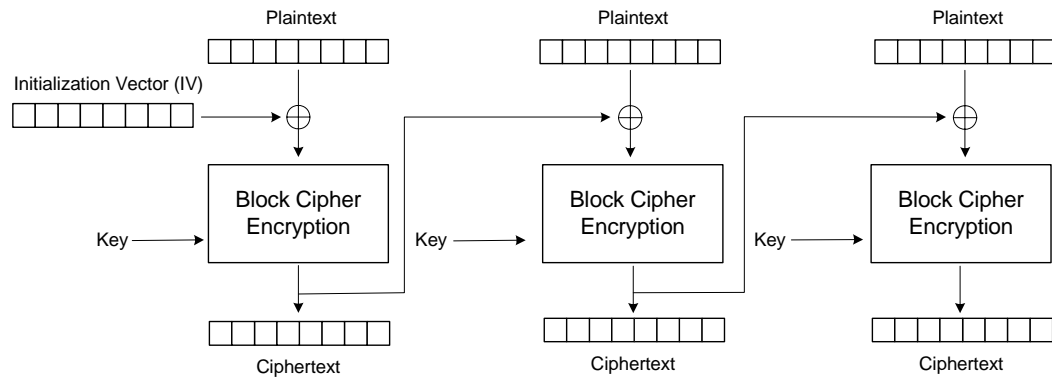 Plaintext
Plaintext
Plaintext
Initialization Vector (IV)
Block Cipher
Encryption
Block Cipher
Encryption
Block Cipher
Encryption
Key
Key
Key
Ciphertext
Ciphertext
Ciphertext